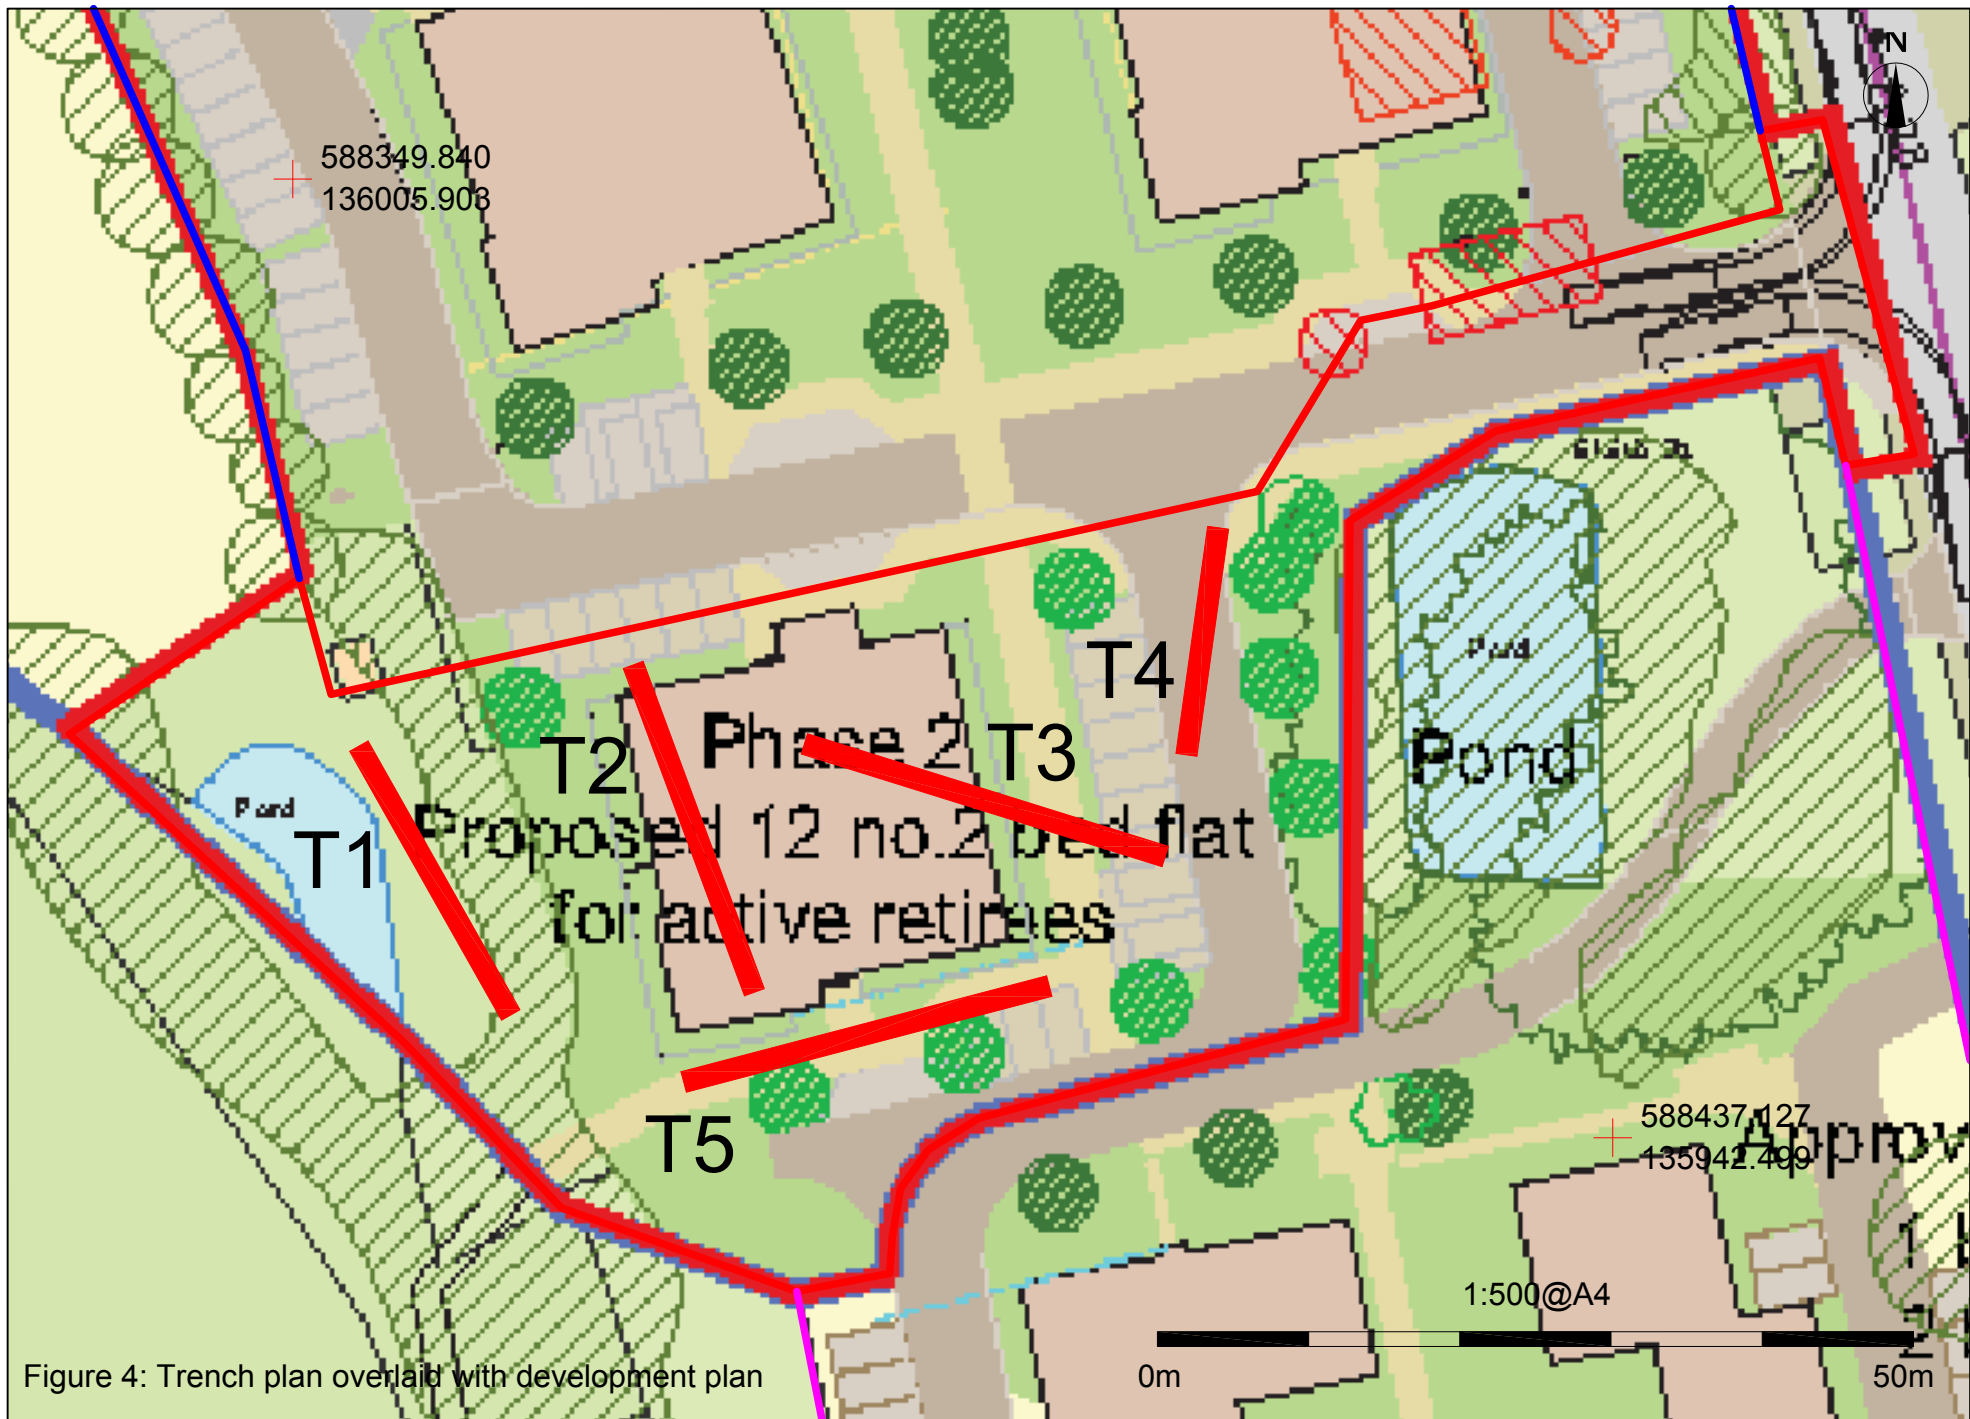 N
588349.840
136005.903
T4
Phase 2
T3
T2
Pond
Pond
Pond
T1
Proposed 12 no.2 bed flat
for active retirees
T5
588437.127
135942.499
Approv
1:500@A4
0m
50m
Figure 4: Trench plan overlaid with development plan